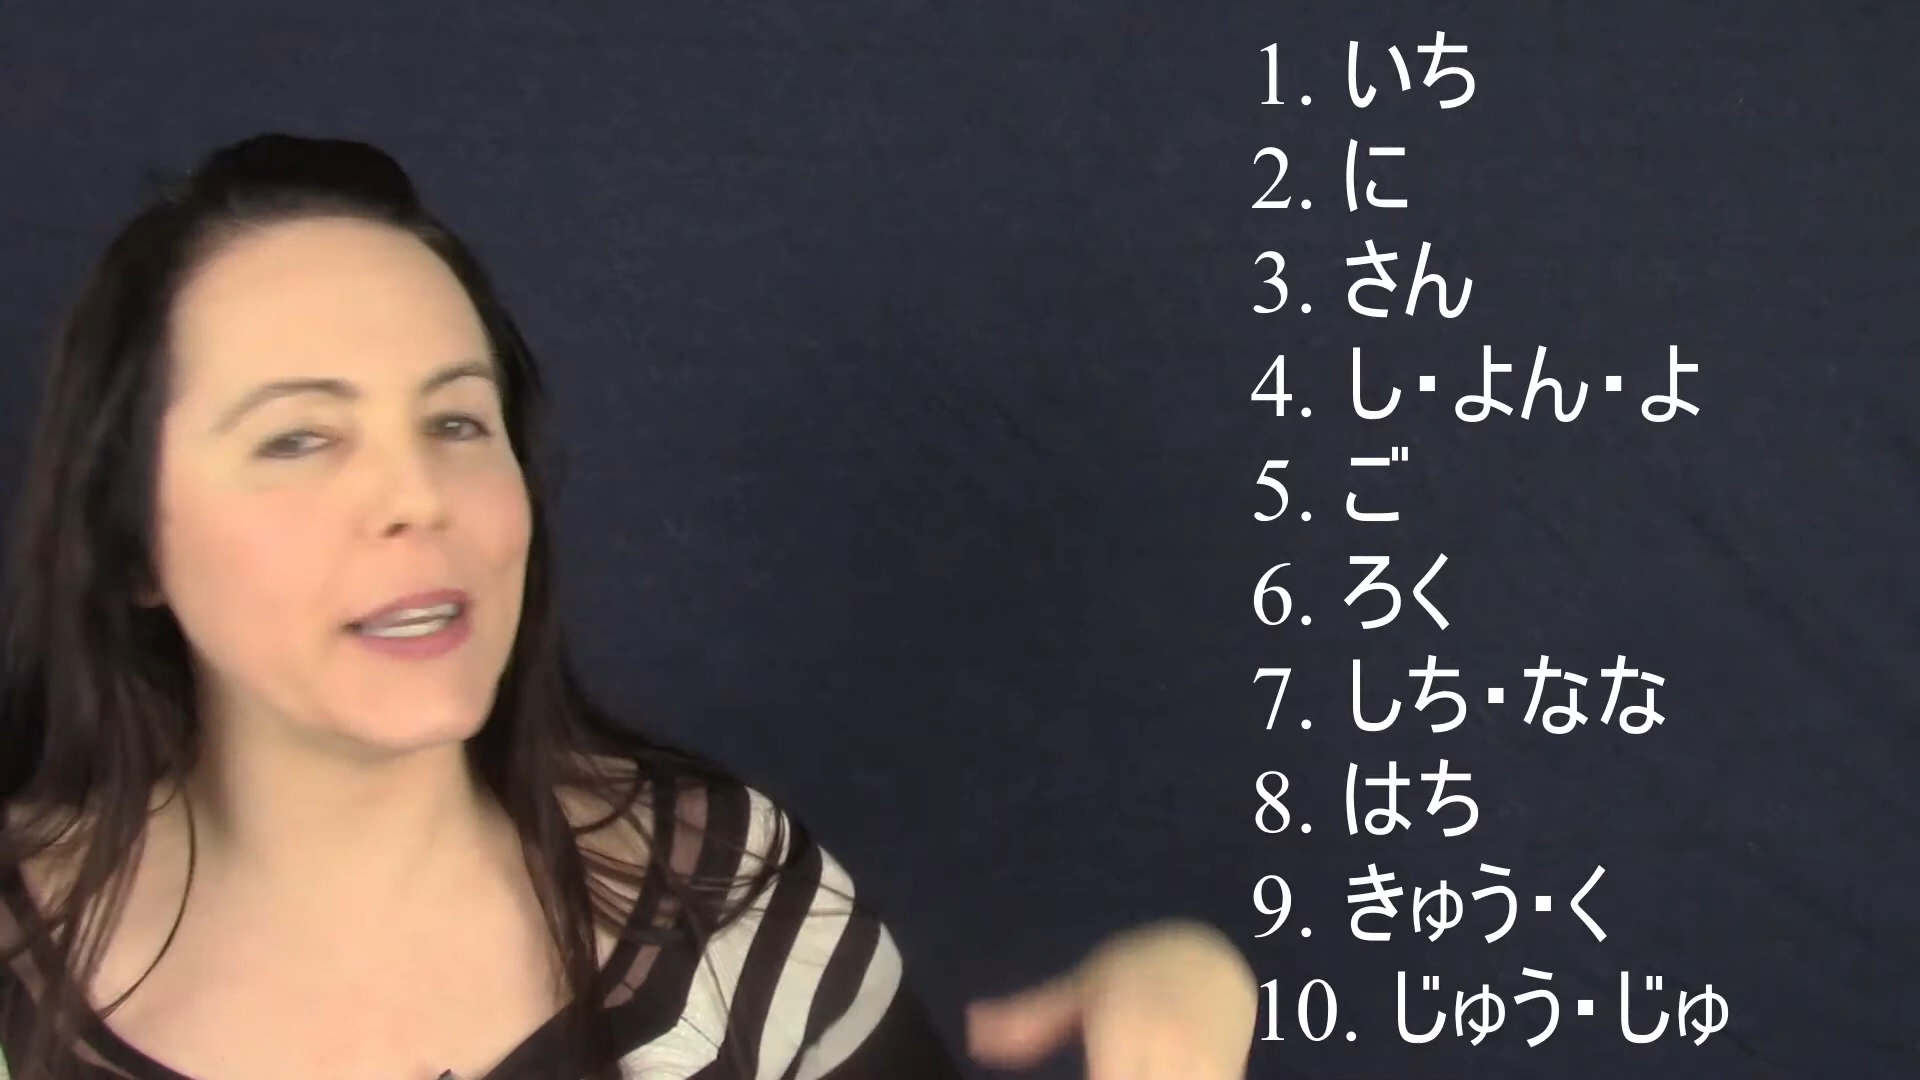 1. いち
2. に
3. さん
4. し・よん・よ
5. ご
6. ろく
7. しち・なな
8. はち
9. きゅう・く
10. じゅう・じゅ